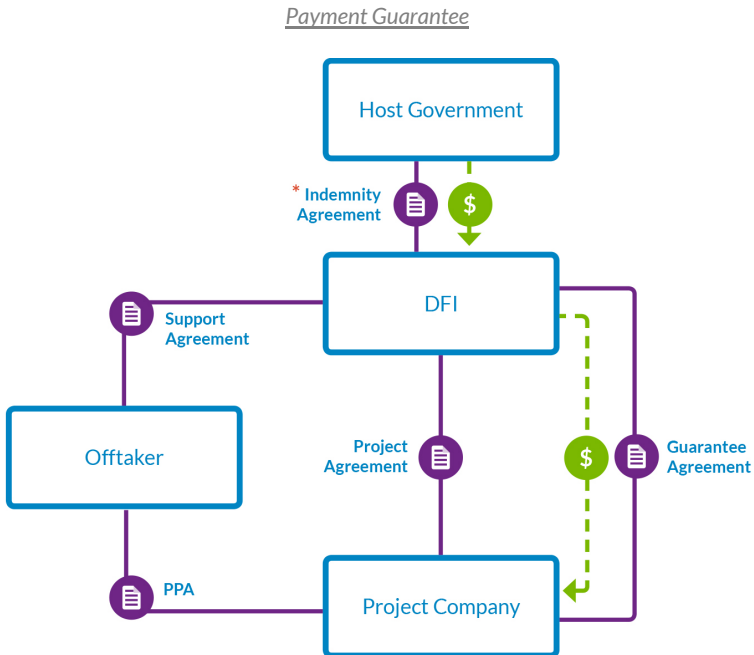 Payment Guarantee
Host Government
* Indemnity
Agreement
$
DFI
Support
Agreement
Offtaker
Project
Agreement
$
Guarantee
Agreement
PPA
Project Company